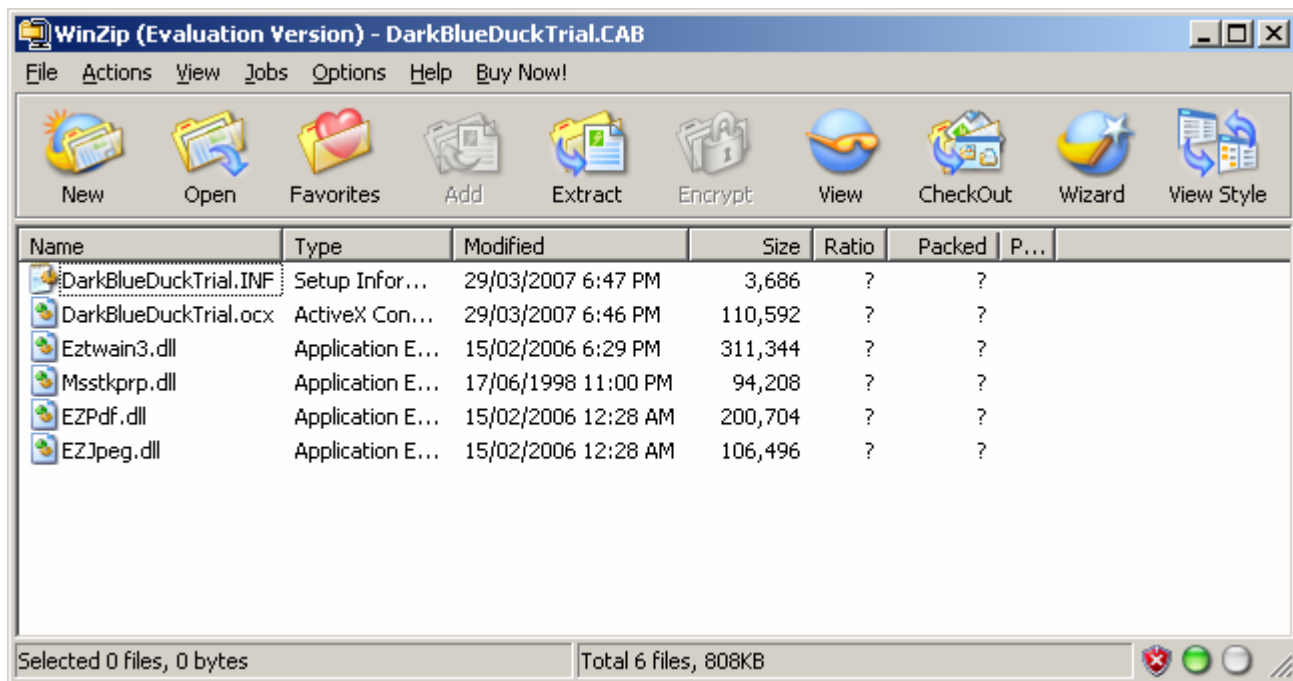 WinZip (Evaluation Version) - DarkBlueDuckTrial.CAB
File Actions View Jobs Options Help Buy Now!
New Open Favorites Add Extract Encrypt View CheckOut Wizard View Style
Name Type Modified Size Ratio Packed P...
DarkBlueDuckTrial.INF Setup Infor... 29/03/2007 6:47 PM 3,686 ? ?
DarkBlueDuckTrial.ocx ActiveX Con... 29/03/2007 6:46 PM 110,592 ? ?
Eztwain3.dll Application E... 15/02/2006 6:29 PM 311,344 ? ?
Msstkprp.dll Application E... 17/06/1998 11:00 PM 94,208 ? ?
EZPdf.dll Application E... 15/02/2006 12:28 AM 200,704 ? ?
EZJpeg.dll Application E... 15/02/2006 12:28 AM 106,496 ? ?
Selected 0 files, 0 bytes Total 6 files, 808KB